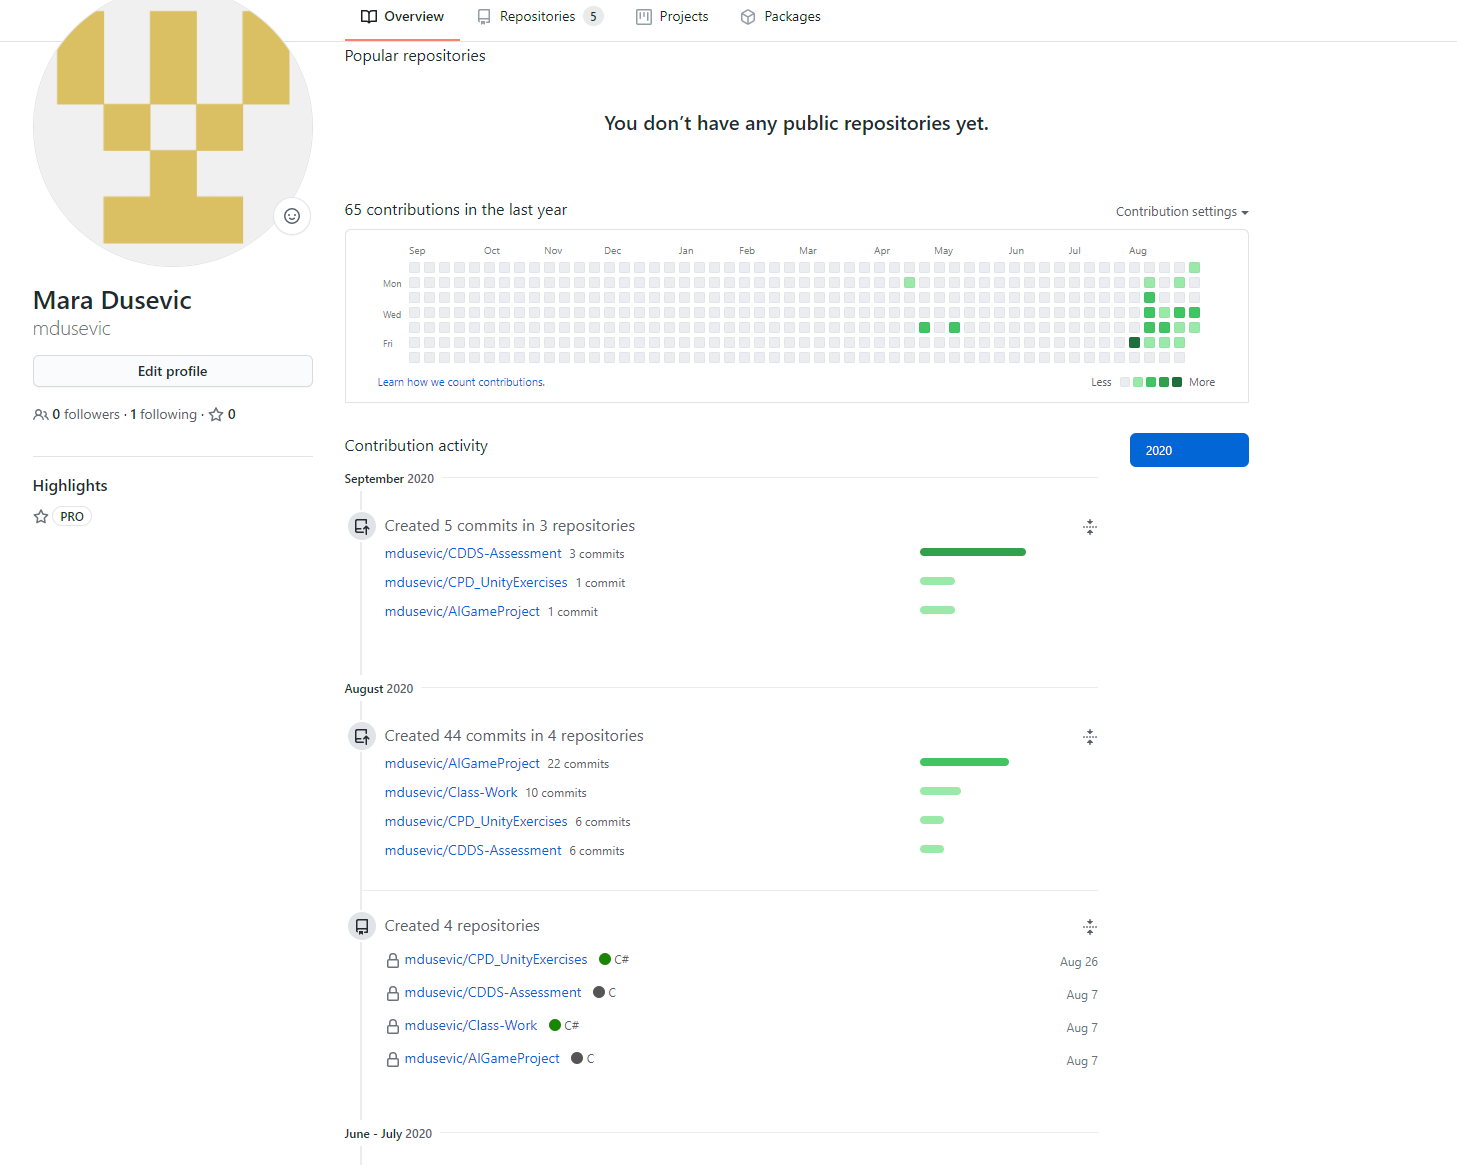 Overview Repositories 5 Projects Packages
Popular repositories
You don’t have any public repositories yet.
65 contributions in the last year
Contribution settings
Sep Oct Nov Dec Jan Feb Mar Apr May Jun Jul Aug
Mon
Wed
Fri
Learn how we count contributions.
Less More
Mara Dusevic
mdusevic
Edit profile
0 followers · 1 following · 0
Highlights
PRO
Contribution activity
2020
September 2020
Created 5 commits in 3 repositories
mdusevic/CDDS-Assessment 3 commits
mdusevic/CPD_UnityExercises 1 commit
mdusevic/AIGameProject 1 commit
August 2020
Created 44 commits in 4 repositories
mdusevic/AIGameProject 22 commits
mdusevic/Class-Work 10 commits
mdusevic/CPD_UnityExercises 6 commits
mdusevic/CDDS-Assessment 6 commits
Created 4 repositories
mdusevic/CPD_UnityExercises C# Aug 26
mdusevic/CDDS-Assessment C Aug 7
mdusevic/Class-Work C# Aug 7
mdusevic/AIGameProject C Aug 7
June - July 2020